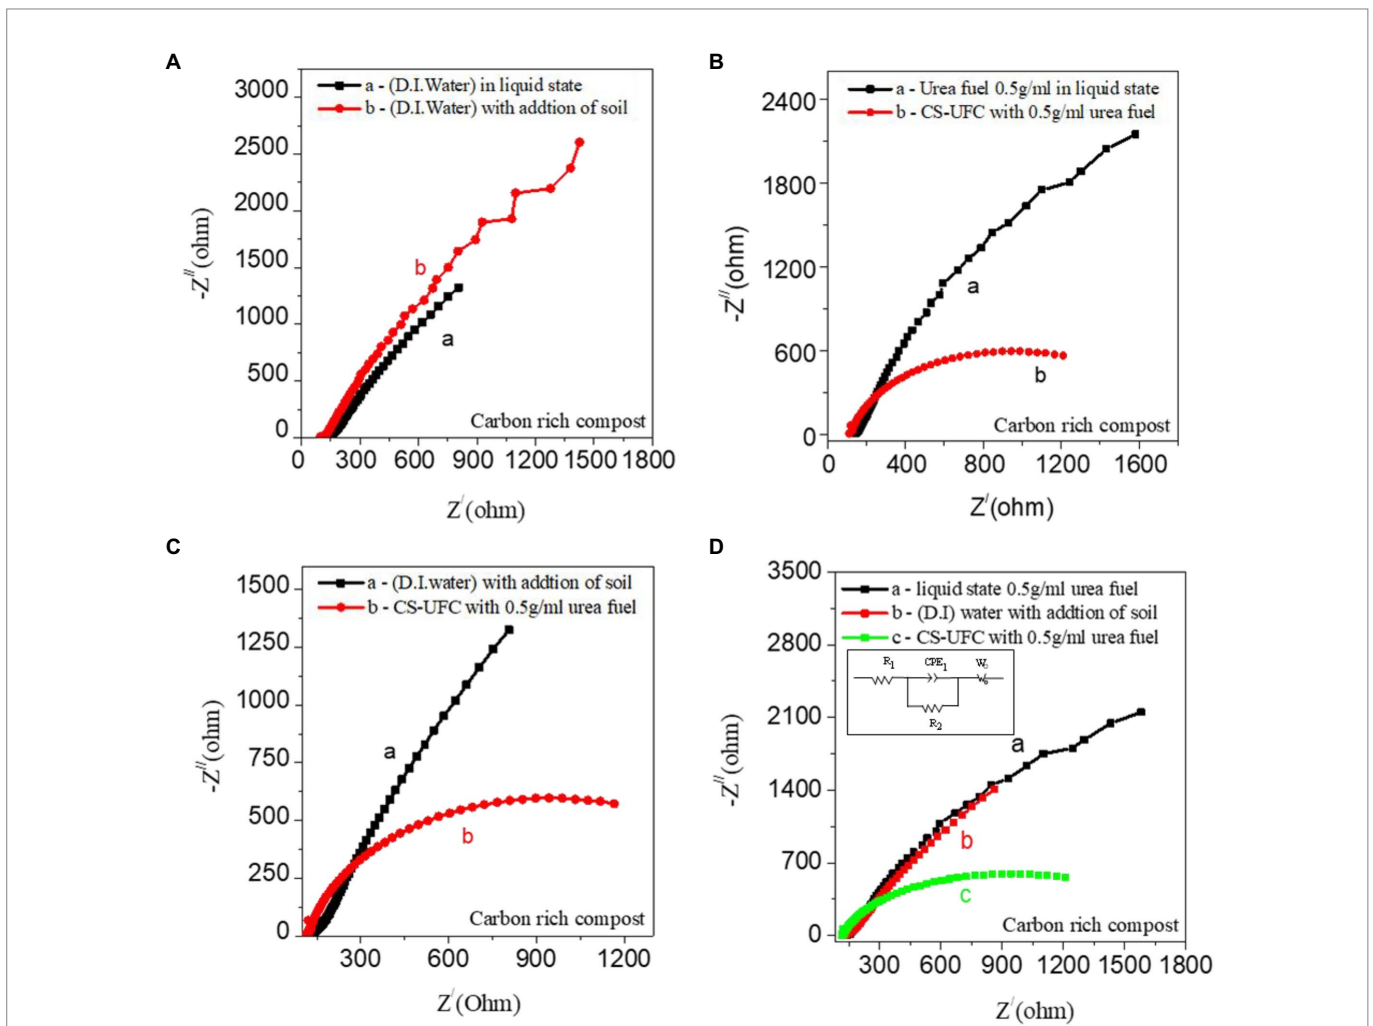 A
3000
2500
2000
1500
1000
500
0
-Z//(ohm)
a - (D.I.Water) in liquid state
b - (D.I.Water) with addtion of soil
b
a
Carbon rich compost
0 300 600 900 1200 1500 1800
Z/(ohm)
B
2400
1800
1200
600
0
-Z//(ohm)
a - Urea fuel 0.5g/ml in liquid state
b - CS-UFC with 0.5g/ml urea fuel
a
b
Carbon rich compost
0 400 800 1200 1600
Z/(ohm)
C
1500
1250
1000
750
500
250
0
-Z//(ohm)
a - (D.I.water) with addtion of soil
b - CS-UFC with 0.5g/ml urea fuel
a
b
Carbon rich compost
300 600 900 1200
Z/(Ohm)
D
3500
2800
2100
1400
700
0
-Z//(ohm)
a - liquid state 0.5g/ml urea fuel
b - (D.I) water with addtion of soil
c - CS-UFC with 0.5g/ml urea fuel
R1 CPE1
R2
a
b
c
Carbon rich compost
300 600 900 1200 1500 1800
Z/(ohm)